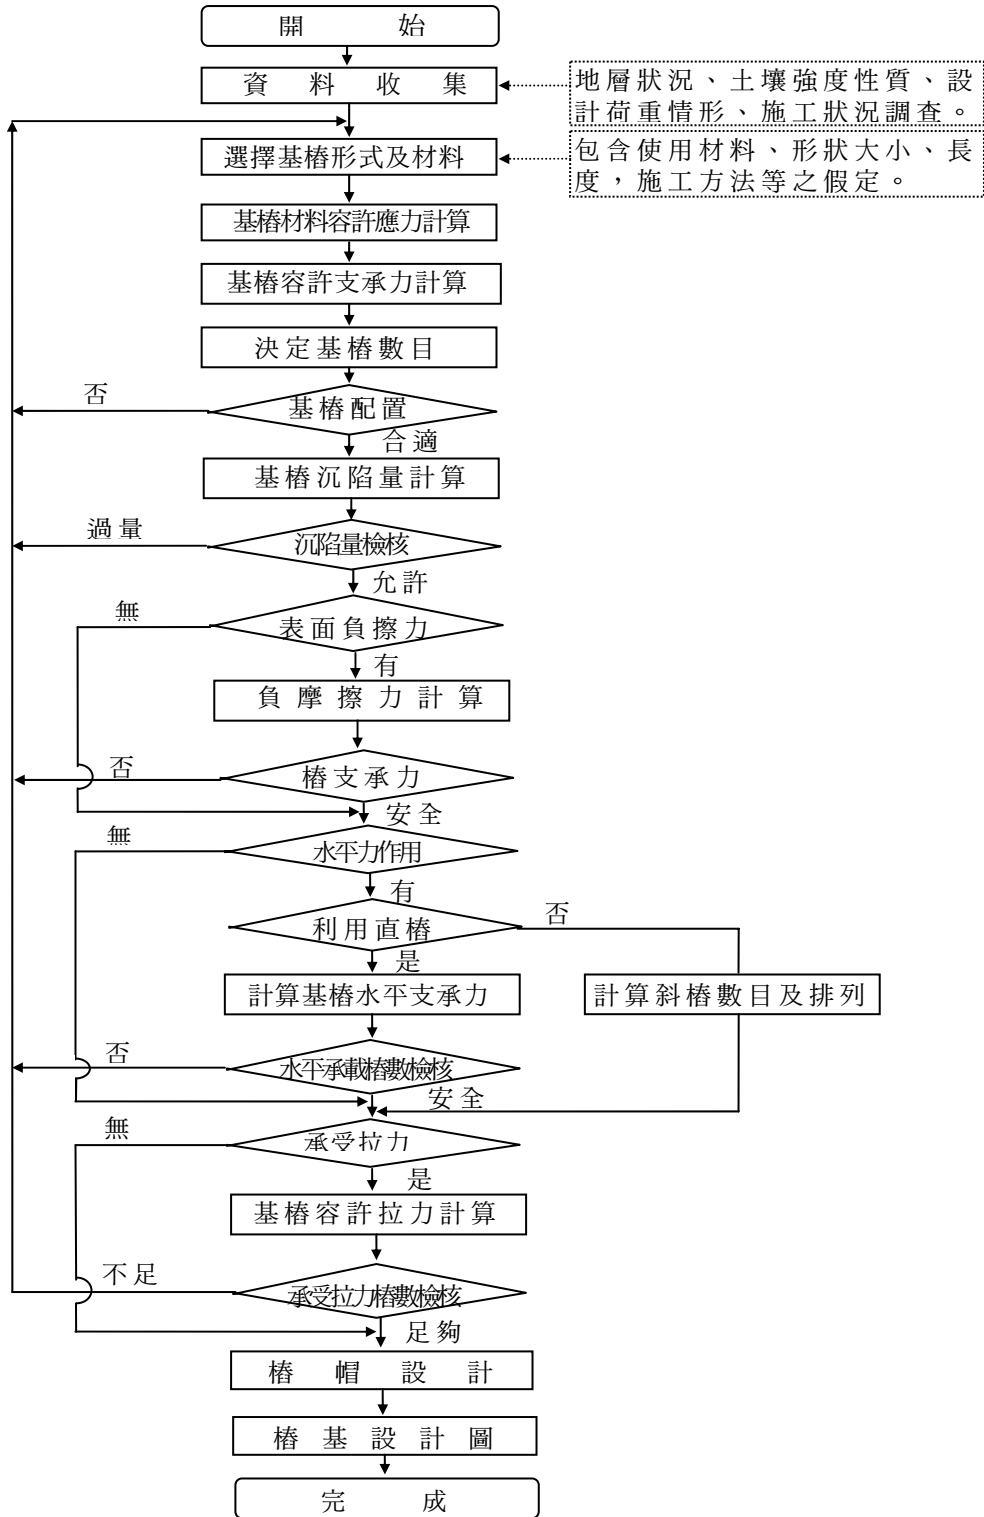 開始
資料收集
地層狀況、土壤強度性質、設
計荷重情形、施工狀況調查。
選擇基樁形式及材料
包含使用材料、形狀大小、長
度，施工方法等之假定。
基樁材料容許應力計算
基樁容許支承力計算
決定基樁數目
否
基樁配置
合適
基樁沉陷量計算
過量
沉陷量檢核
允許
無
表面負擦力
有
負摩擦力計算
否
樁支承力
安全
無
水平力作用
有
利用直樁
否
是
計算基樁水平支承力
計算斜樁數目及排列
否
水平承載樁數檢核
安全
無
承受拉力
是
基樁容許拉力計算
不足
承受拉力樁數檢核
足夠
樁帽設計
樁基設計圖
完成